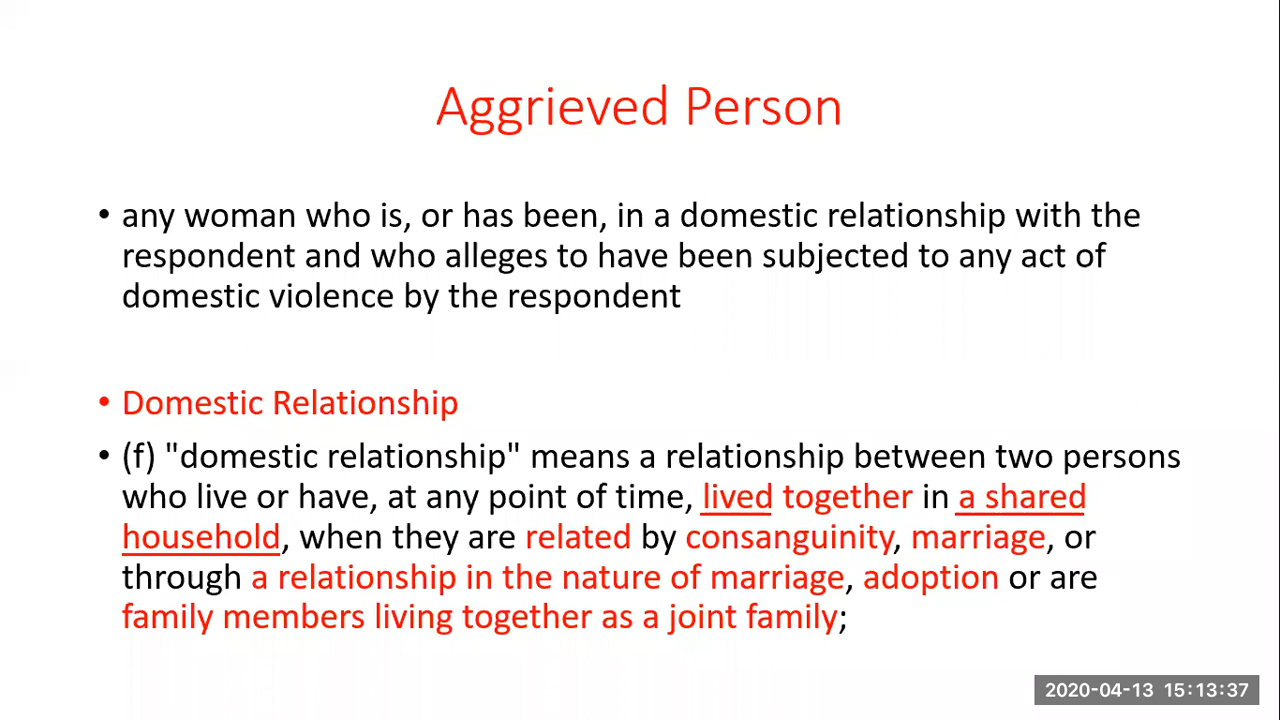 Aggrieved Person
• any woman who is, or has been, in a domestic relationship with the
respondent and who alleges to have been subjected to any act of
domestic violence by the respondent
• Domestic Relationship
• (f) "domestic relationship" means a relationship between two persons
who live or have, at any point of time, lived together in a shared
household, when they are related by consanguinity, marriage, or
through a relationship in the nature of marriage, adoption or are
family members living together as a joint family;
2020-04-13 15:13:37